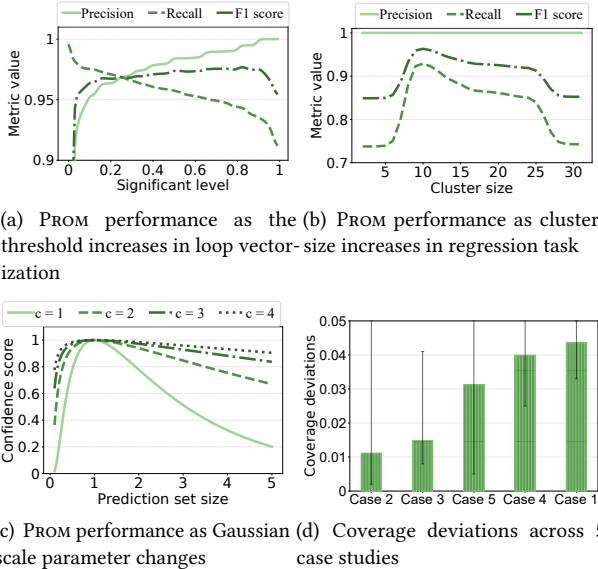 Precision Recall F1 score
Metric value
1
0.95
0.9
0 0.2 0.4 0.6 0.8 1
Significant level
(a) Prom performance as the threshold increases in loop vector-
ization
Precision Recall F1 score
Metric value
1
0.9
0.8
0.7
5 10 15 20 25 30
Cluster size
(b) Prom performance as cluster
size increases in regression task
c = 1 c = 2 c = 3 c = 4
Confidence score
1
0.8
0.6
0.4
0.2
0
0 1 2 3 4 5
Prediction set size
c) Prom performance as Gaussian
scale parameter changes
Coverage deviations
0.05
0.04
0.03
0.02
0.01
0
Case 2 Case 3 Case 5 Case 4 Case 1
(d) Coverage deviations across 5
case studies